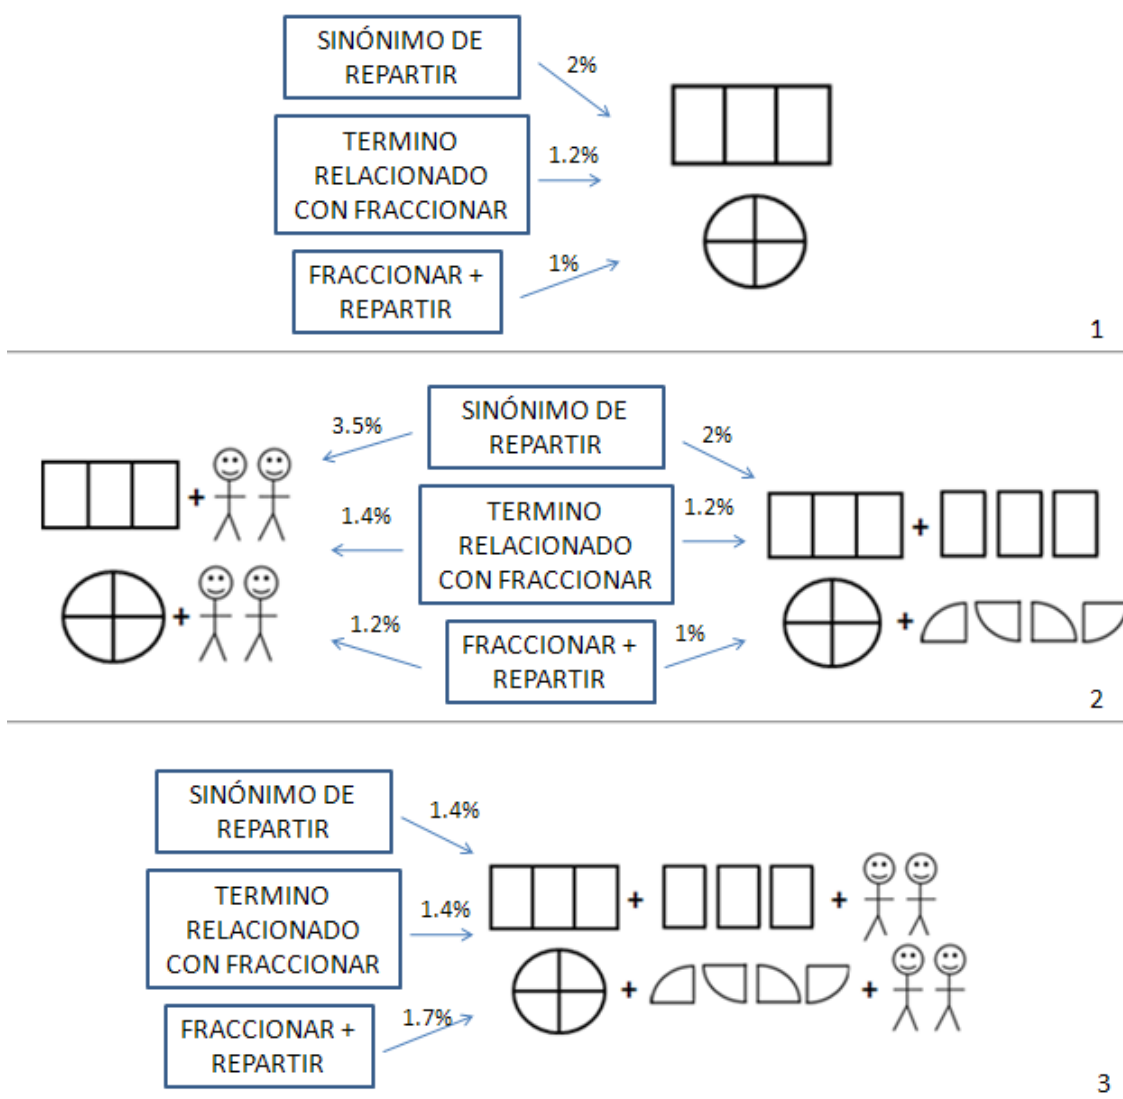 SINÓNIMO DE
REPARTIR
2%
TERMINO
RELACIONADO
CON FRACCIONAR
1.2%
FRACCIONAR +
REPARTIR
1%
1
SINÓNIMO DE
REPARTIR
3.5%
2%
+
TERMINO
RELACIONADO
CON FRACCIONAR
1.4%
1.2%
+
+
FRACCIONAR +
REPARTIR
1.2%
1%
+
2
SINÓNIMO DE
REPARTIR
1.4%
TERMINO
RELACIONADO
CON FRACCIONAR
1.4%
+ +
+ +
FRACCIONAR +
REPARTIR
1.7%
3